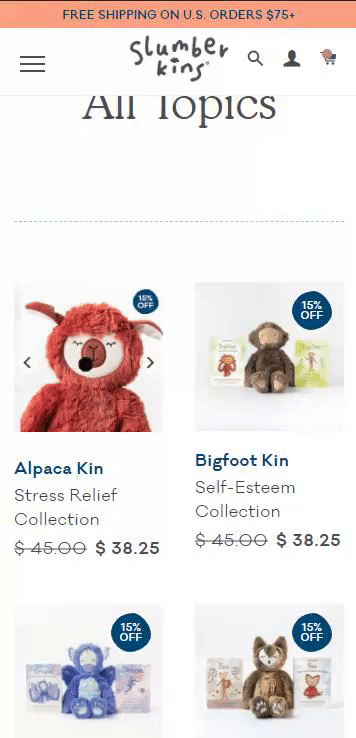 FREE SHIPPING ON U.S. ORDERS $75+
slumber
kins
All Topics
15%
OFF
15%
OFF
Alpaca Kin
Stress Relief
Collection
$ 45.00 $ 38.25
Bigfoot Kin
Self-Esteem
Collection
$ 45.00 $ 38.25
15%
OFF
15%
OFF